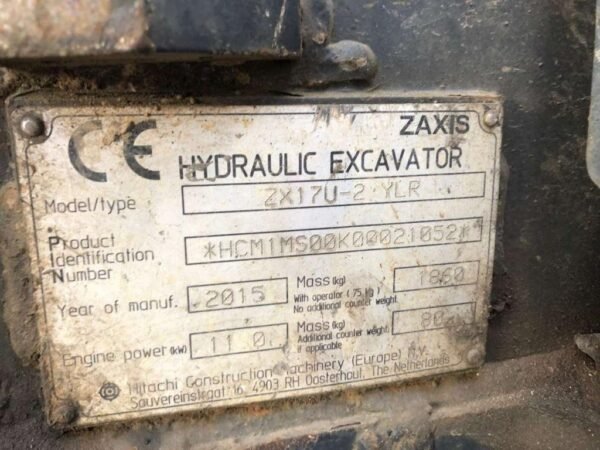 CE ZAXIS
HYDRAULIC EXCAVATOR
Model/type ZX17U-2 YLR
Product
Identification *HCM1MS00K00021052*
Number
Year of manuf. 2015 Mass (kg) 1860
With operator (75 kg)
No additional counter weight
Engine power (kW) 11.0 Mass (kg) 80
Additional counter weight
if applicable
Hitachi Construction Machinery (Europe) N.V.
Souvereinstraat 16, 4903 RH Oosterhout, The Netherlands